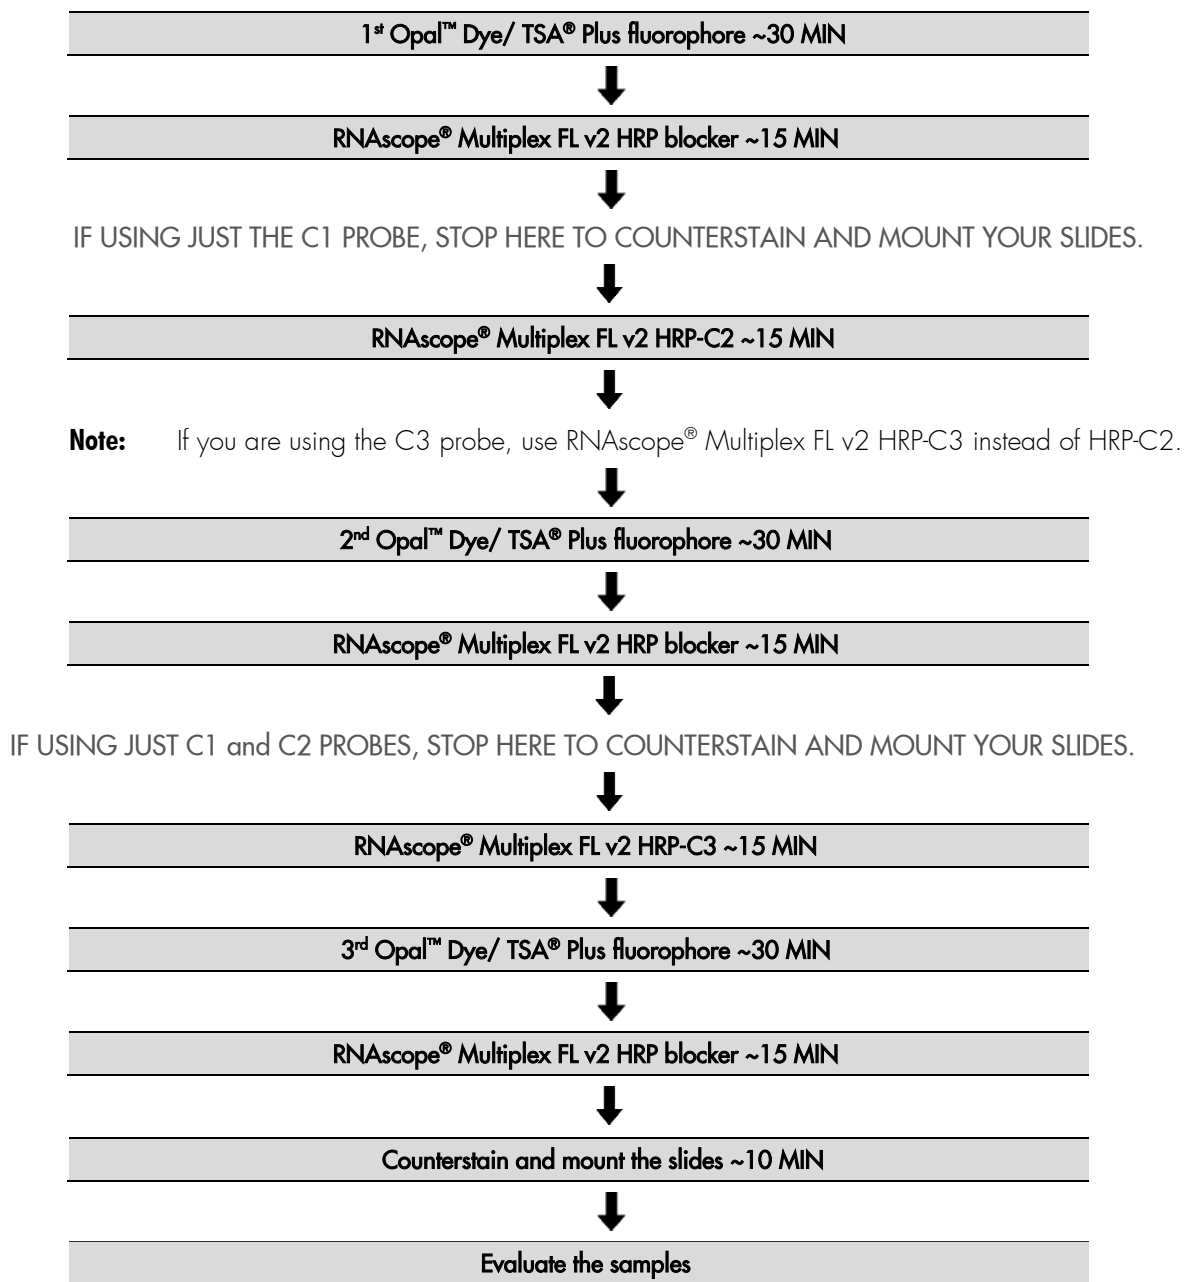 1st Opal™ Dye/ TSA® Plus fluorophore ~30 MIN
RNAscope® Multiplex FL v2 HRP blocker ~15 MIN
IF USING JUST THE C1 PROBE, STOP HERE TO COUNTERSTAIN AND MOUNT YOUR SLIDES.
RNAscope® Multiplex FL v2 HRP-C2 ~15 MIN
Note: If you are using the C3 probe, use RNAscope® Multiplex FL v2 HRP-C3 instead of HRP-C2.
2nd Opal™ Dye/ TSA® Plus fluorophore ~30 MIN
RNAscope® Multiplex FL v2 HRP blocker ~15 MIN
IF USING JUST C1 and C2 PROBES, STOP HERE TO COUNTERSTAIN AND MOUNT YOUR SLIDES.
RNAscope® Multiplex FL v2 HRP-C3 ~15 MIN
3rd Opal™ Dye/ TSA® Plus fluorophore ~30 MIN
RNAscope® Multiplex FL v2 HRP blocker ~15 MIN
Counterstain and mount the slides ~10 MIN
Evaluate the samples